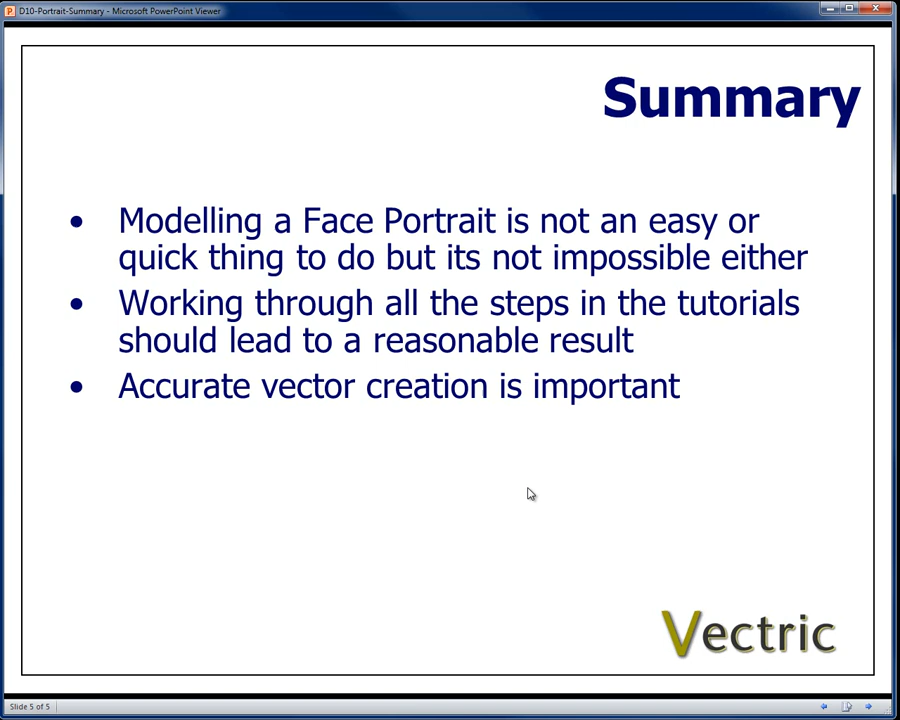 D10-Portrait-Summary - Microsoft PowerPoint Viewer
Summary
• Modelling a Face Portrait is not an easy or
quick thing to do but its not impossible either
• Working through all the steps in the tutorials
should lead to a reasonable result
• Accurate vector creation is important
Vectric
Slide 5 of 5